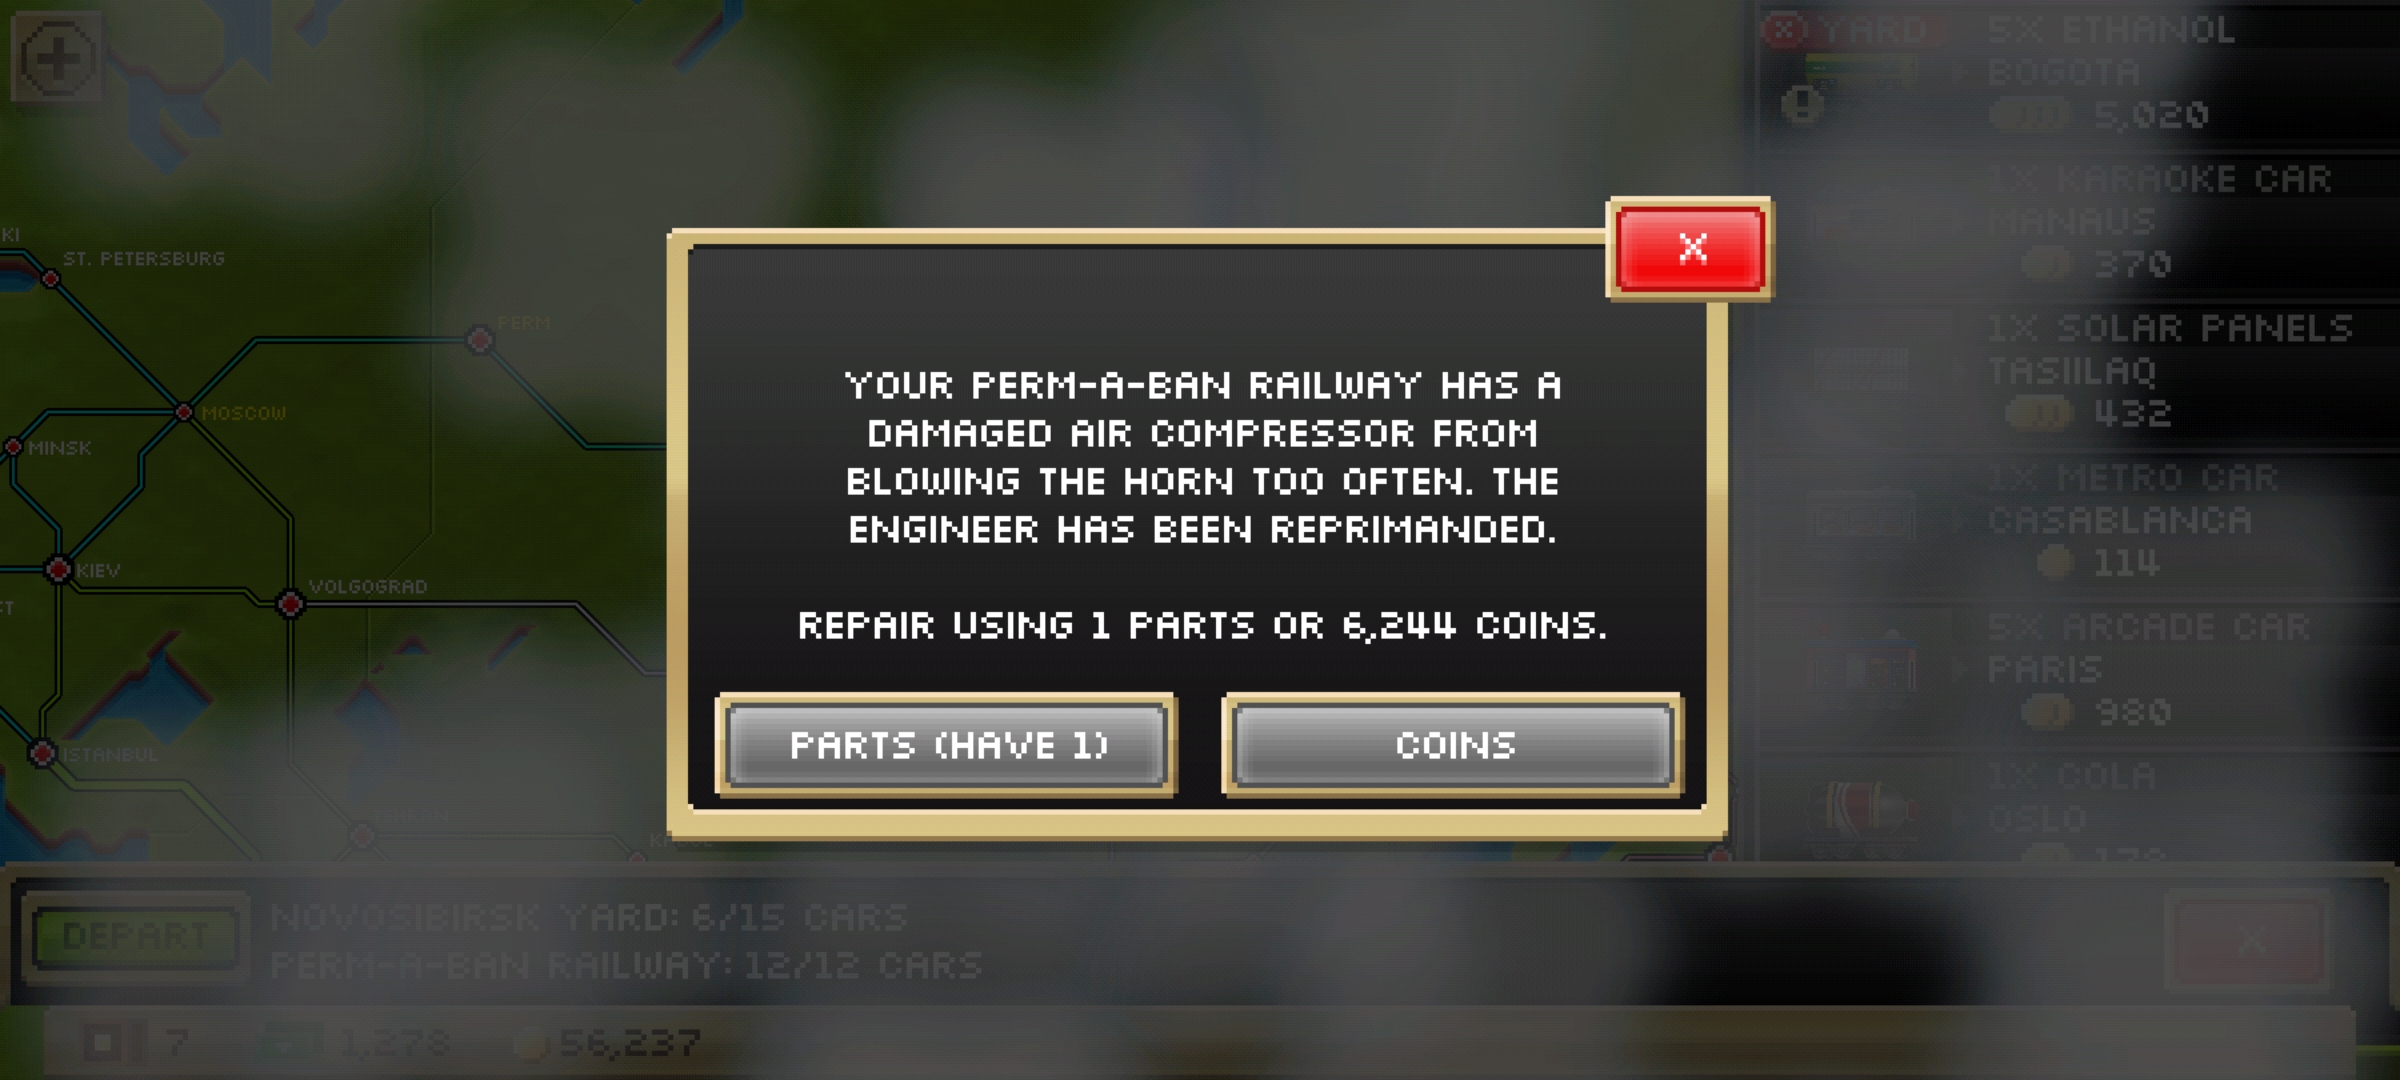 YARD
5X ETHANOL
BOGOTA
5,020
1X KARAOKE CAR
MANAUS
370
1X SOLAR PANELS
TASIILAQ
432
1X METRO CAR
CASABLANCA
114
5X ARCADE CAR
PARIS
980
1X COLA
OSLO
KI
ST. PETERSBURG
PERM
MOSCOW
MINSK
KIEV
VOLGOGRAD
ISTANBUL
X
YOUR PERM-A-BAN RAILWAY HAS A
DAMAGED AIR COMPRESSOR FROM
BLOWING THE HORN TOO OFTEN. THE
ENGINEER HAS BEEN REPRIMANDED.
REPAIR USING 1 PARTS OR 6,244 COINS.
PARTS (HAVE 1)
COINS
DEPART
NOVOSIBIRSK YARD: 6/15 CARS
PERM-A-BAN RAILWAY: 12/12 CARS
X
7
1,278
56,237